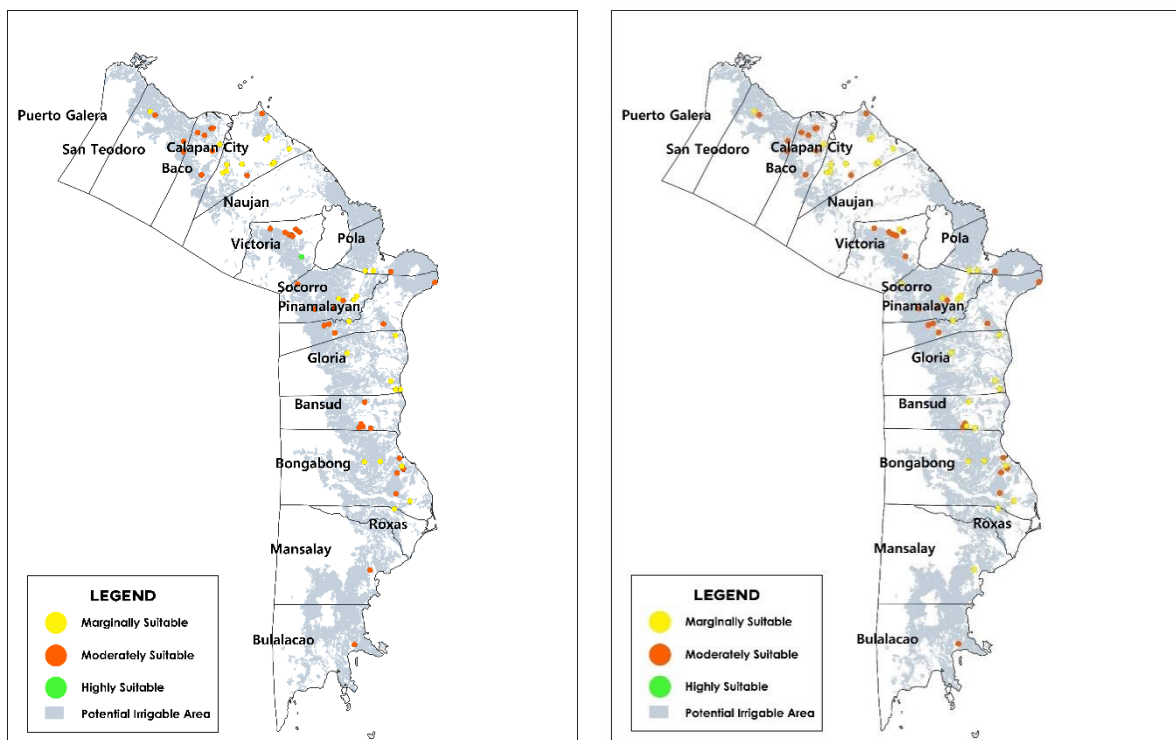 Puerto Galera
San Teodoro
Calapan City
Baco
Naujan
Victoria
Pola
Socorro
Pinamalayan
Gloria
Bansud
Bongabong
Roxas
Mansalay
Bulalacao
LEGEND
Marginally Suitable
Moderately Suitable
Highly Suitable
Potential Irrigable Area
Puerto Galera
San Teodoro
Calapan City
Baco
Naujan
Victoria
Pola
Socorro
Pinamalayan
Gloria
Bansud
Bongabong
Roxas
Mansalay
Bulalacao
LEGEND
Marginally Suitable
Moderately Suitable
Highly Suitable
Potential Irrigable Area